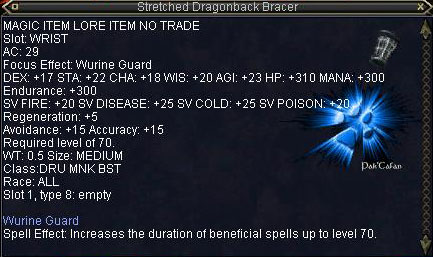 Stretched Dragonback Bracer
MAGIC ITEM LORE ITEM NO TRADE
Slot: WRIST
AC: 29
Focus Effect: Wurine Guard
DEX: +17 STA: +22 CHA: +18 WIS: +20 AGI: +23 HP: +310 MANA: +300
Endurance: +300
SV FIRE: +20 SV DISEASE: +25 SV COLD: +25 SV POISON: +20
Regeneration: +5
Avoidance: +15 Accuracy: +15
Required level of 70.
WT: 0.5 Size: MEDIUM
Class:DRU MNK BST
Race: ALL
Slot 1, type 8: empty
Pah'Cafan
Wurine Guard
Spell Effect: Increases the duration of beneficial spells up to level 70.